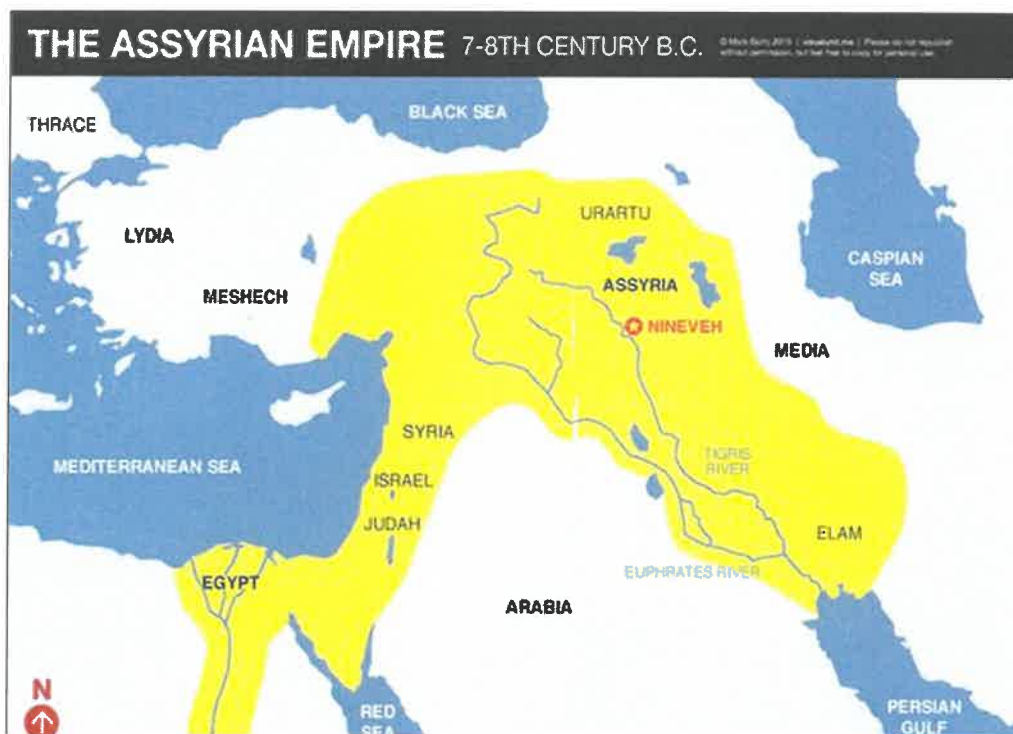 THE ASSYRIAN EMPIRE 7-8TH CENTURY B.C.
BLACK SEA
THRACE
URARTU
LYDIA
CASPIAN
SEA
ASSYRIA
MESHECH
NINEVEH
MEDIA
SYRIA
MEDITERRANEAN SEA
TIGRIS
RIVER
ISRAEL
JUDAH
ELAM
EUPHRATES RIVER
EGYPT
ARABIA
N
RED
SEA
PERSIAN
GULF